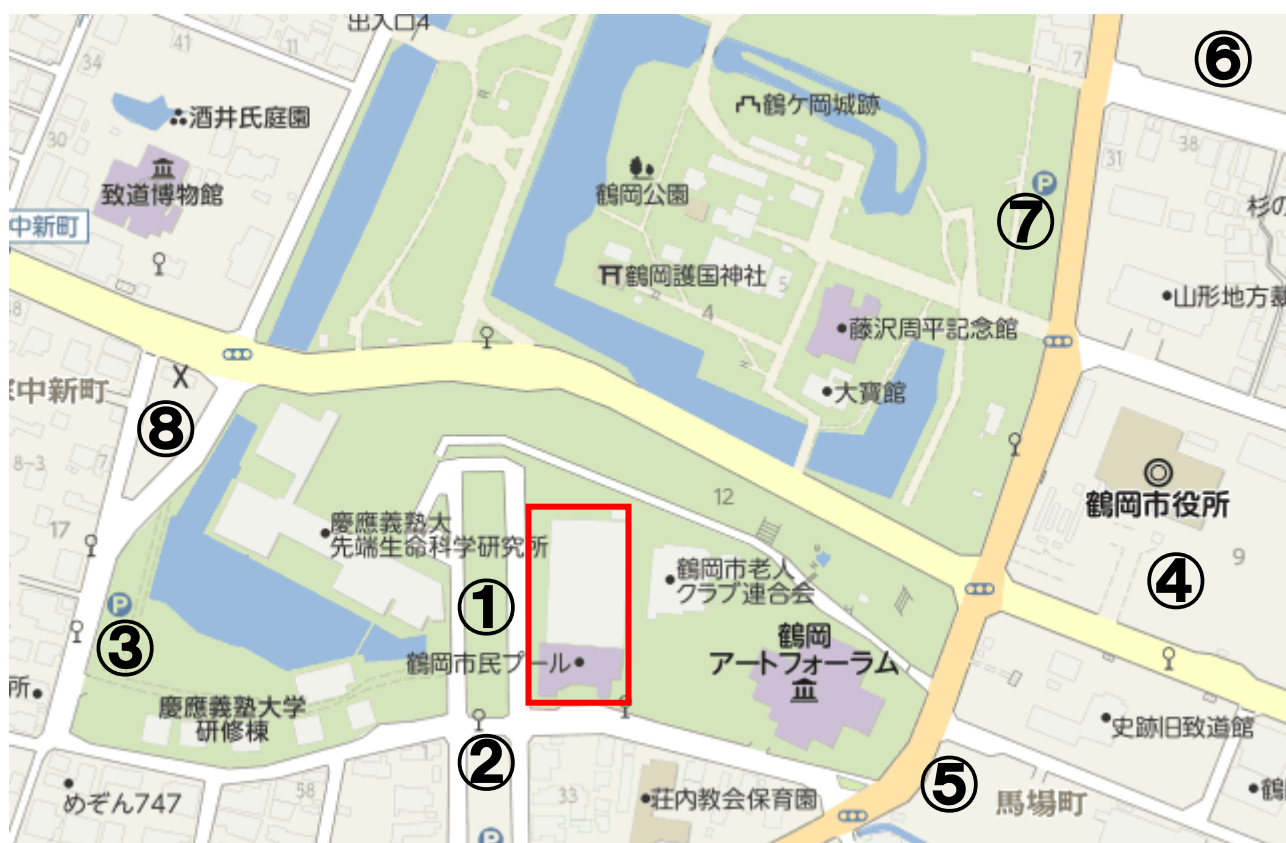 出入口4
41
11
34
⑥
7
酒井氏庭園
鶴ケ岡城跡
30
38
31
致道博物館
鶴岡公園
P
⑦
杉の
中新町
鶴岡護国神社
5
山形地方裁
4
藤沢周平記念館
大寶館
中新町
⑧
鶴岡市役所
8-3
7
12
17
慶應義塾大
先端生命科学研究所
9
④
鶴岡市老人
クラブ連合会
①
P
③
鶴岡
アートフォーラム
鶴岡市民プール
所
慶應義塾大学
研修棟
史跡旧致道館
②
めぞん747
58
33
荘内教会保育園
⑤
馬場町
鶴
P